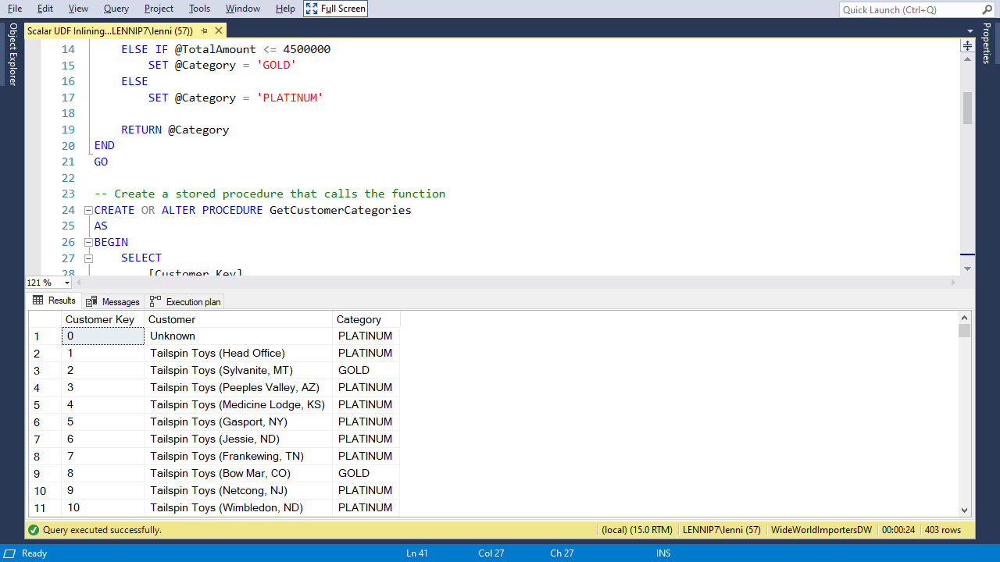 File Edit View Query Project Tools Window Help Full Screen Quick Launch (Ctrl+Q)
Object Explorer
Properties
Scalar UDF Inlining...LENNIP7\lenni (57))
14 ELSE IF @TotalAmount <= 4500000
15 SET @Category = 'GOLD'
16 ELSE
17 SET @Category = 'PLATINUM'
18
19 RETURN @Category
20 END
21 GO
22
23 -- Create a stored procedure that calls the function
24 CREATE OR ALTER PROCEDURE GetCustomerCategories
25 AS
26 BEGIN
27 SELECT
28 [Customer Key]
121 %
Results Messages Execution plan
Customer Key Customer Category
1 0 Unknown PLATINUM
2 1 Tailspin Toys (Head Office) PLATINUM
3 2 Tailspin Toys (Sylvanite, MT) GOLD
4 3 Tailspin Toys (Peeples Valley, AZ) PLATINUM
5 4 Tailspin Toys (Medicine Lodge, KS) PLATINUM
6 5 Tailspin Toys (Gasport, NY) PLATINUM
7 6 Tailspin Toys (Jessie, ND) PLATINUM
8 7 Tailspin Toys (Frankewing, TN) PLATINUM
9 8 Tailspin Toys (Bow Mar, CO) GOLD
10 9 Tailspin Toys (Netcong, NJ) PLATINUM
11 10 Tailspin Toys (Wimbledon, ND) PLATINUM
Query executed successfully. (local) (15.0 RTM) LENNIP7\lenni (57) WideWorldImportersDW 00:00:24 403 rows
Ready Ln 41 Col 27 Ch 27 INS